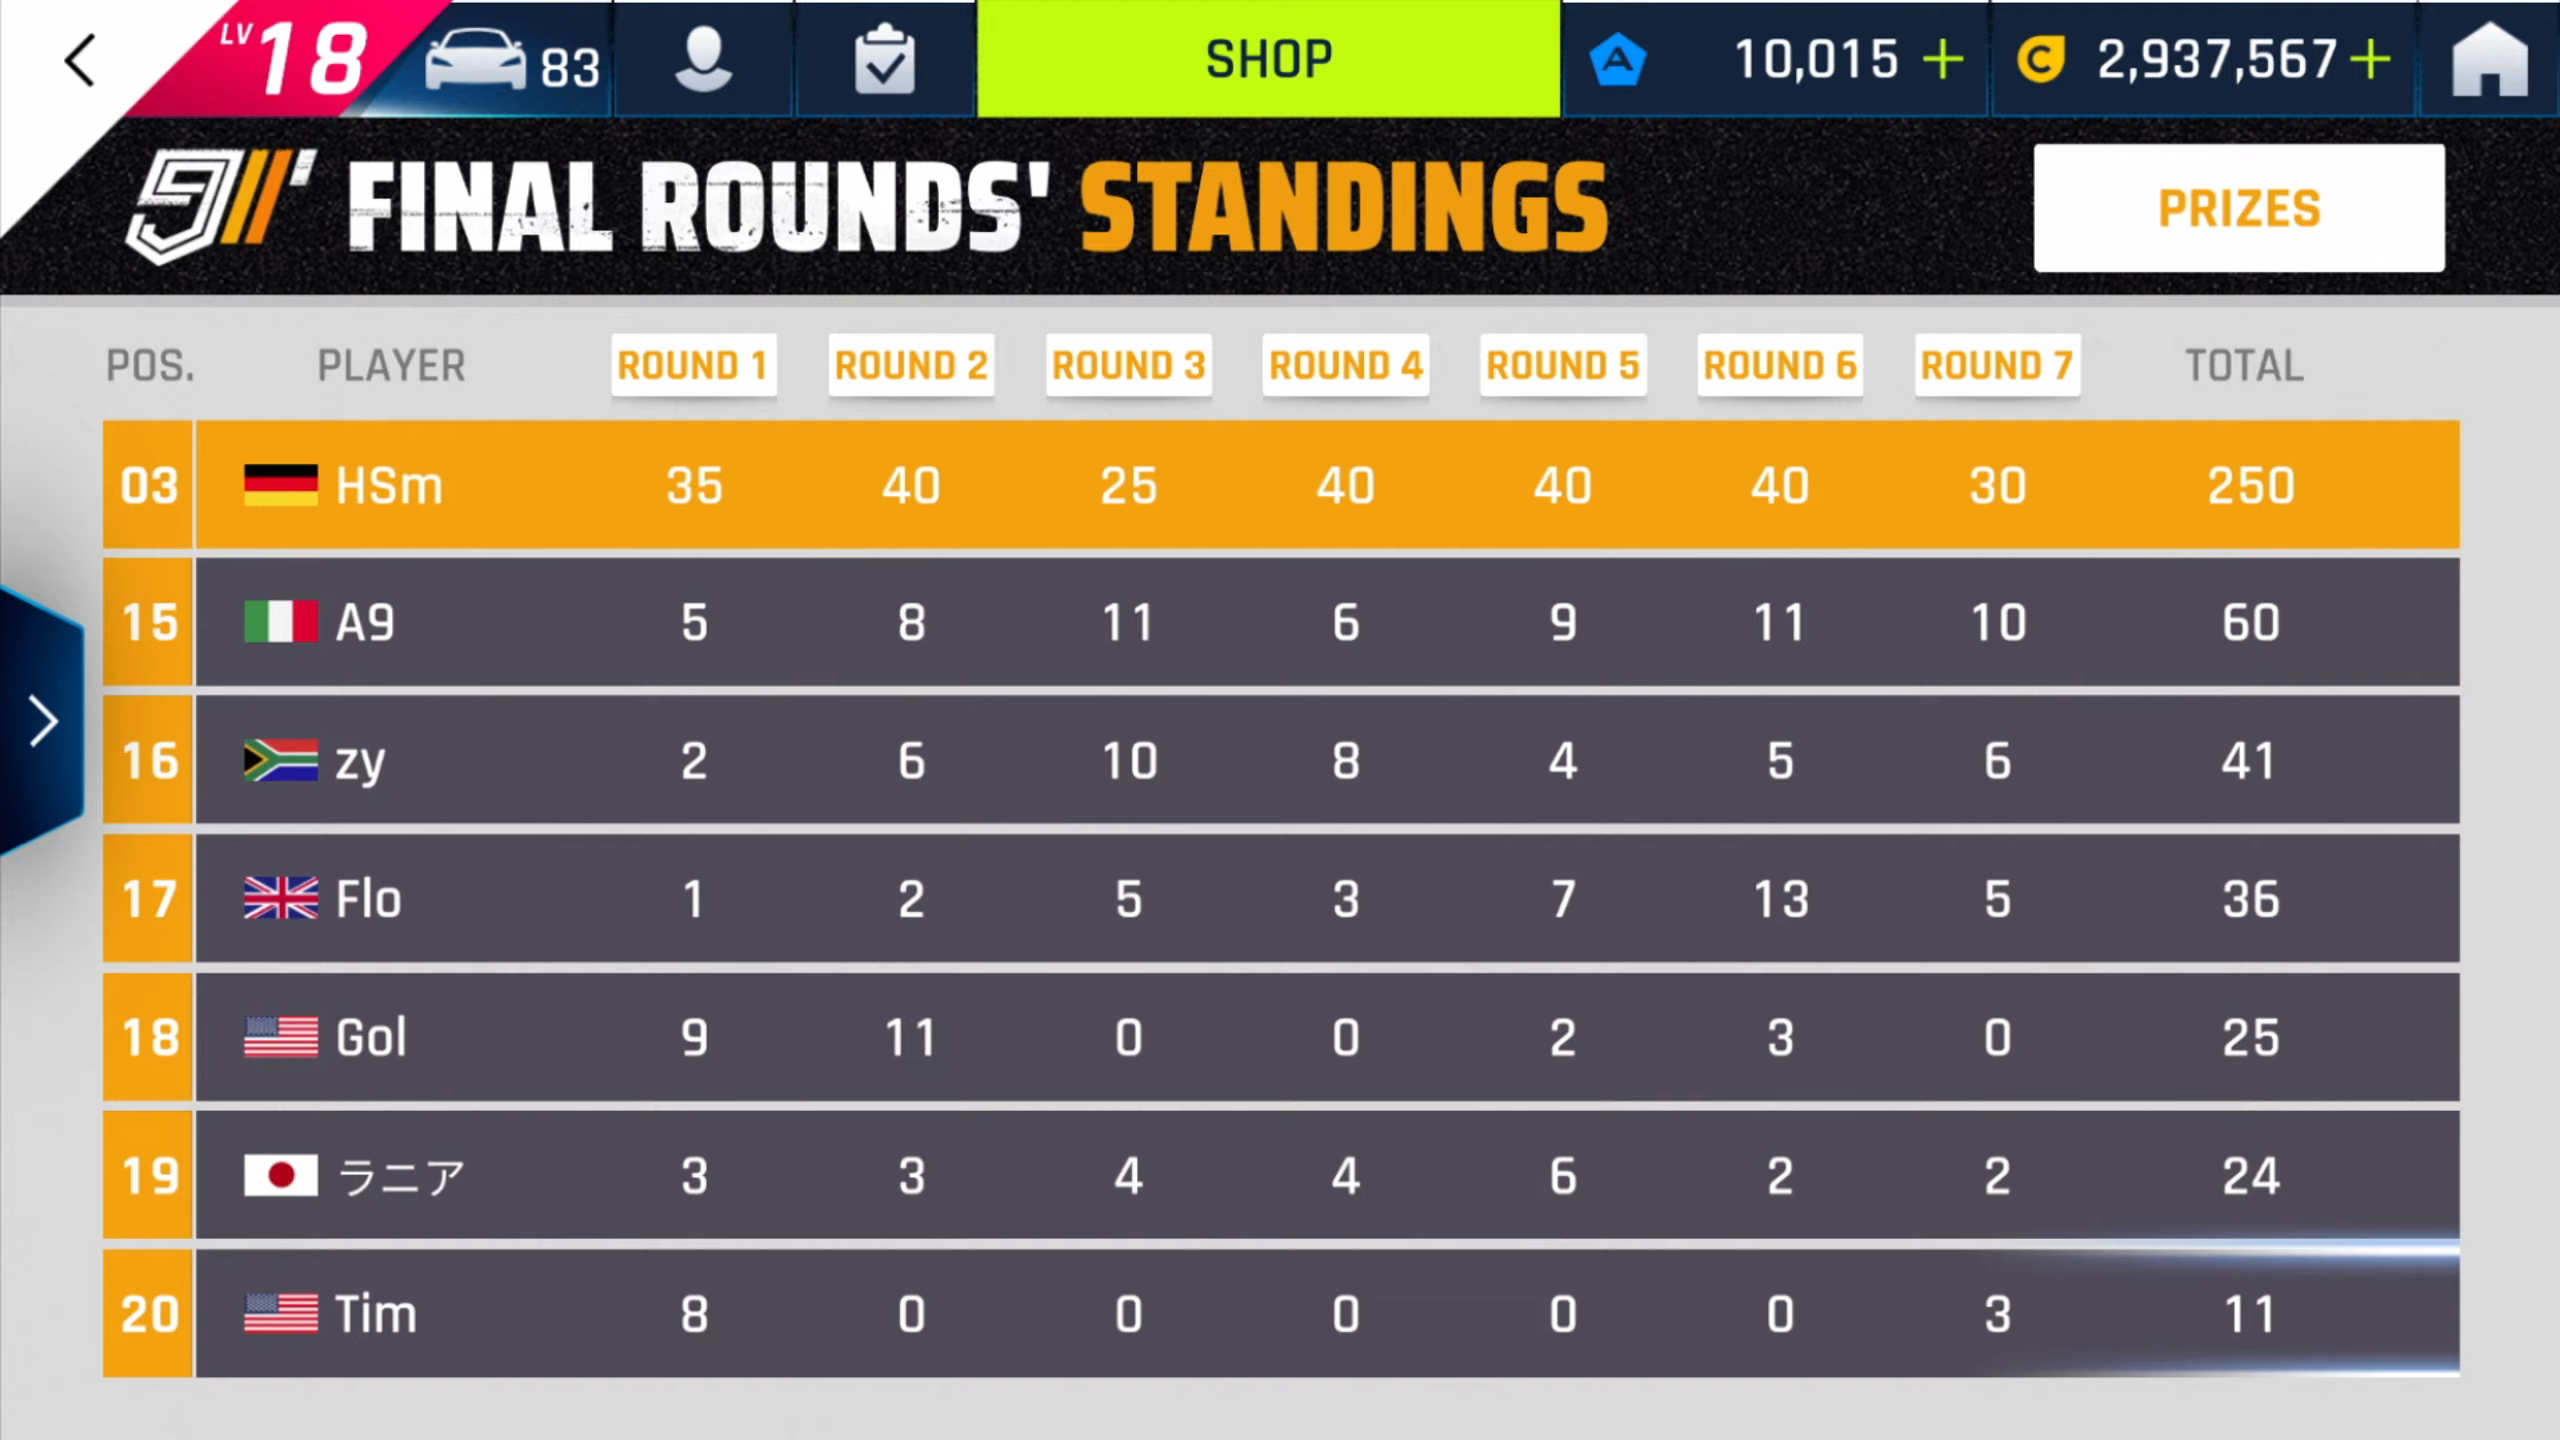 LV 18 83 SHOP 10,015 + 2,937,567 +
9 FINAL ROUNDS' STANDINGS PRIZES
POS. PLAYER ROUND 1 ROUND 2 ROUND 3 ROUND 4 ROUND 5 ROUND 6 ROUND 7 TOTAL
03 HSm 35 40 25 40 40 40 30 250
15 A9 5 8 11 6 9 11 10 60
16 zy 2 6 10 8 4 5 6 41
17 Flo 1 2 5 3 7 13 5 36
18 Gol 9 11 0 0 2 3 0 25
19 ラニア 3 3 4 4 6 2 2 24
20 Tim 8 0 0 0 0 0 3 11